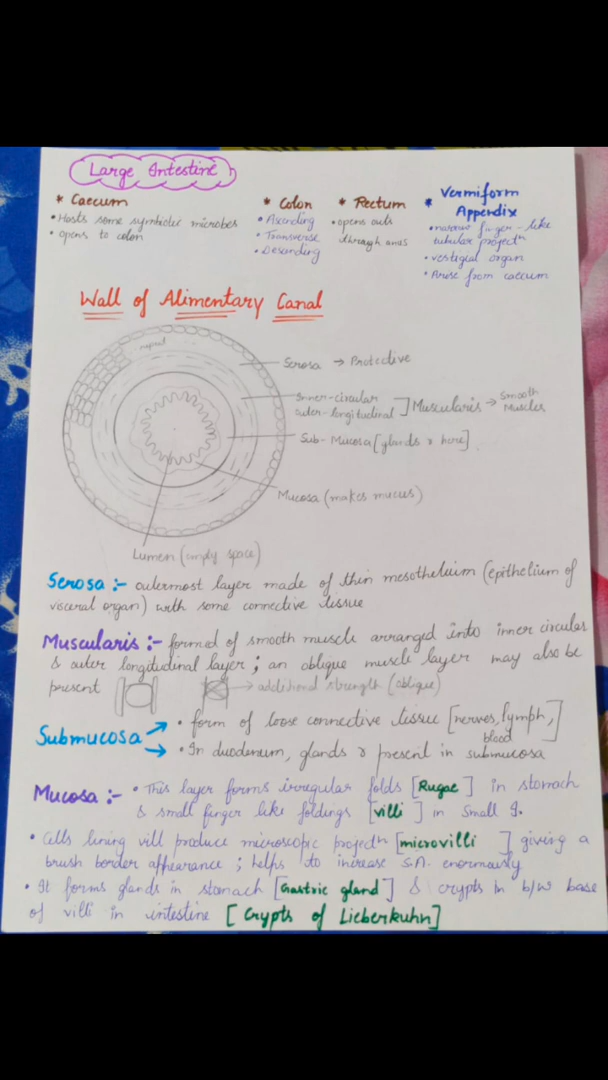 Large Intestine
* Caecum
• Hosts some symbiotic microbes
• opens to colon
* Colon
• Ascending
• Transverse
• Descending
* Rectum
• opens outs
through anus
* Vermiform
Appendix
• narrow finger-like
tubular projectn
• vestigial organ
• Arise from caecum
Wall of Alimentary Canal
repeat
Serosa → Protective
Inner-circular
outer-longitudinal ] Muscularis → Smooth
Muscles
Sub-Mucosa [glands r here]
Mucosa (makes mucus)
Lumen (empty space)
Serosa :- outermost layer made of thin mesothelium (epithelium of
visceral organ) with some connective tissue
Muscularis :- formed of smooth muscle arranged into inner circular
& outer longitudinal layer ; an oblique muscle layer may also be
present → additional strength (oblique)
Submucosa
• form of loose connective tissue [nerves, lymph,]
blood
• In duodenum, glands r present in submucosa
Mucosa :- • This layer forms irregular folds [Rugae] in stomach
& small finger like foldings [villi] in Small I.
• Cells lining vill produce microscopic projectn [microvilli] giving a
brush border appearance ; helps to increase S.A. enormously
• It forms glands in stomach [Gastric gland] & crypts in b/w base
of villi in intestine [Crypts of Lieberkuhn]